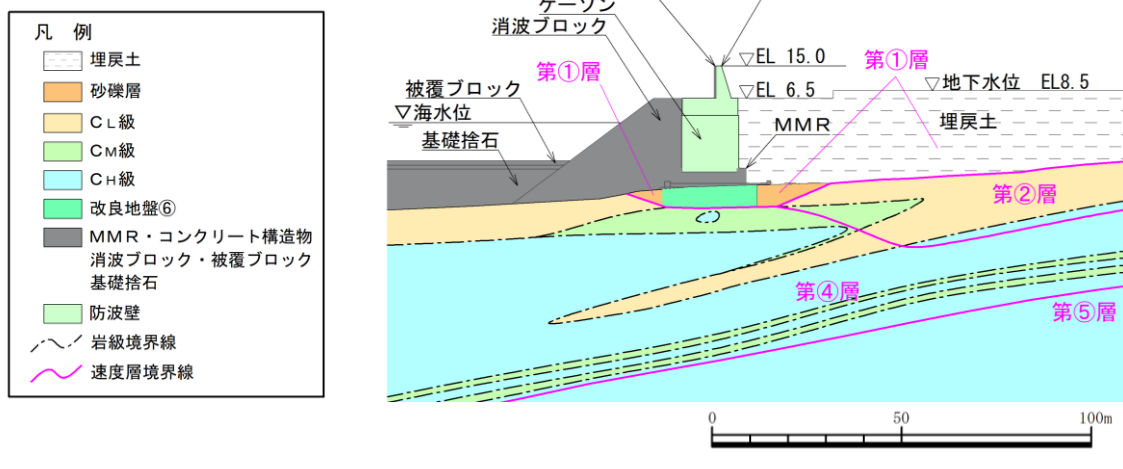 凡 例
埋戻土
砂礫層
CL級
CM級
CH級
改良地盤⑥
MMR・コンクリート構造物
消波ブロック・被覆ブロック
基礎捨石
防波壁
岩級境界線
速度層境界線
ケーソン
消波ブロック
▽EL 15.0
第①層
第①層
被覆ブロック
▽EL 6.5
▽地下水位 EL8.5
▽海水位
MMR
埋戻土
基礎捨石
第②層
第④層
第⑤層
0 50 100m